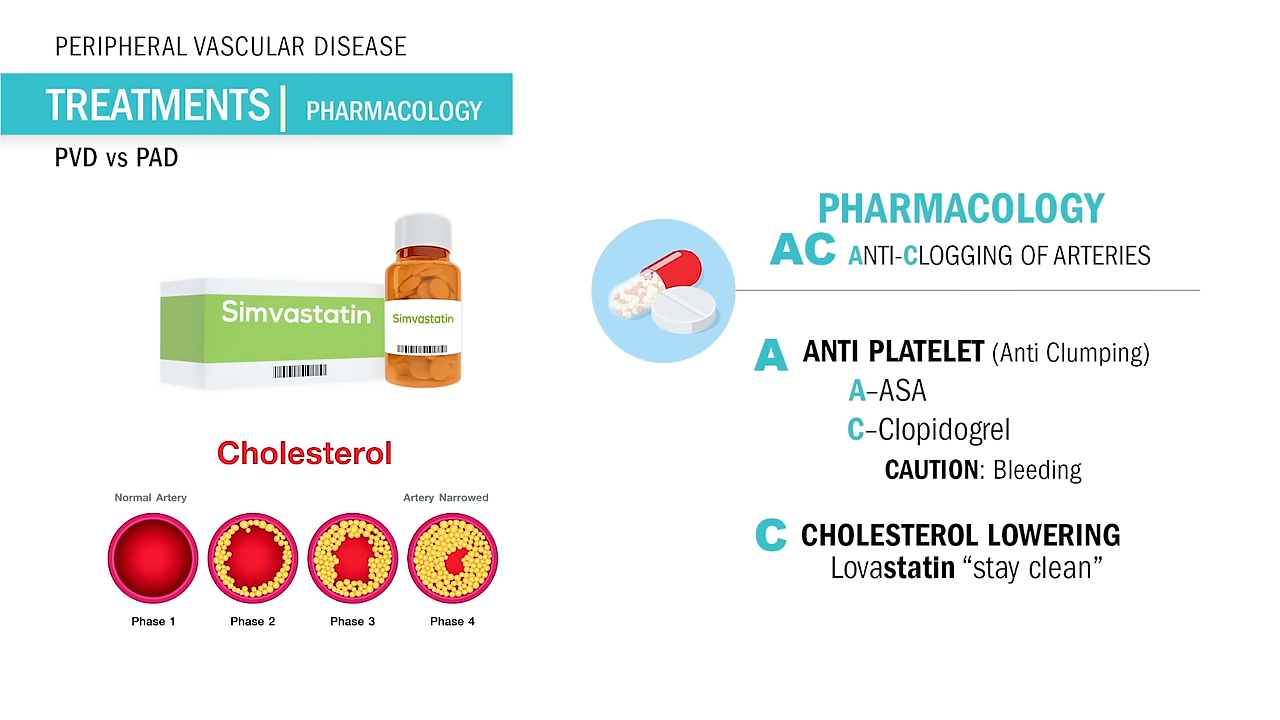 PERIPHERAL VASCULAR DISEASE
TREATMENTS | PHARMACOLOGY
PVD vs PAD
Simvastatin
Simvastatin
Cholesterol
Normal Artery
Artery Narrowed
Phase 1
Phase 2
Phase 3
Phase 4
PHARMACOLOGY
AC ANTI-CLOGGING OF ARTERIES
A ANTI PLATELET (Anti Clumping)
A–ASA
C–Clopidogrel
CAUTION: Bleeding
C CHOLESTEROL LOWERING
Lovastatin “stay clean”